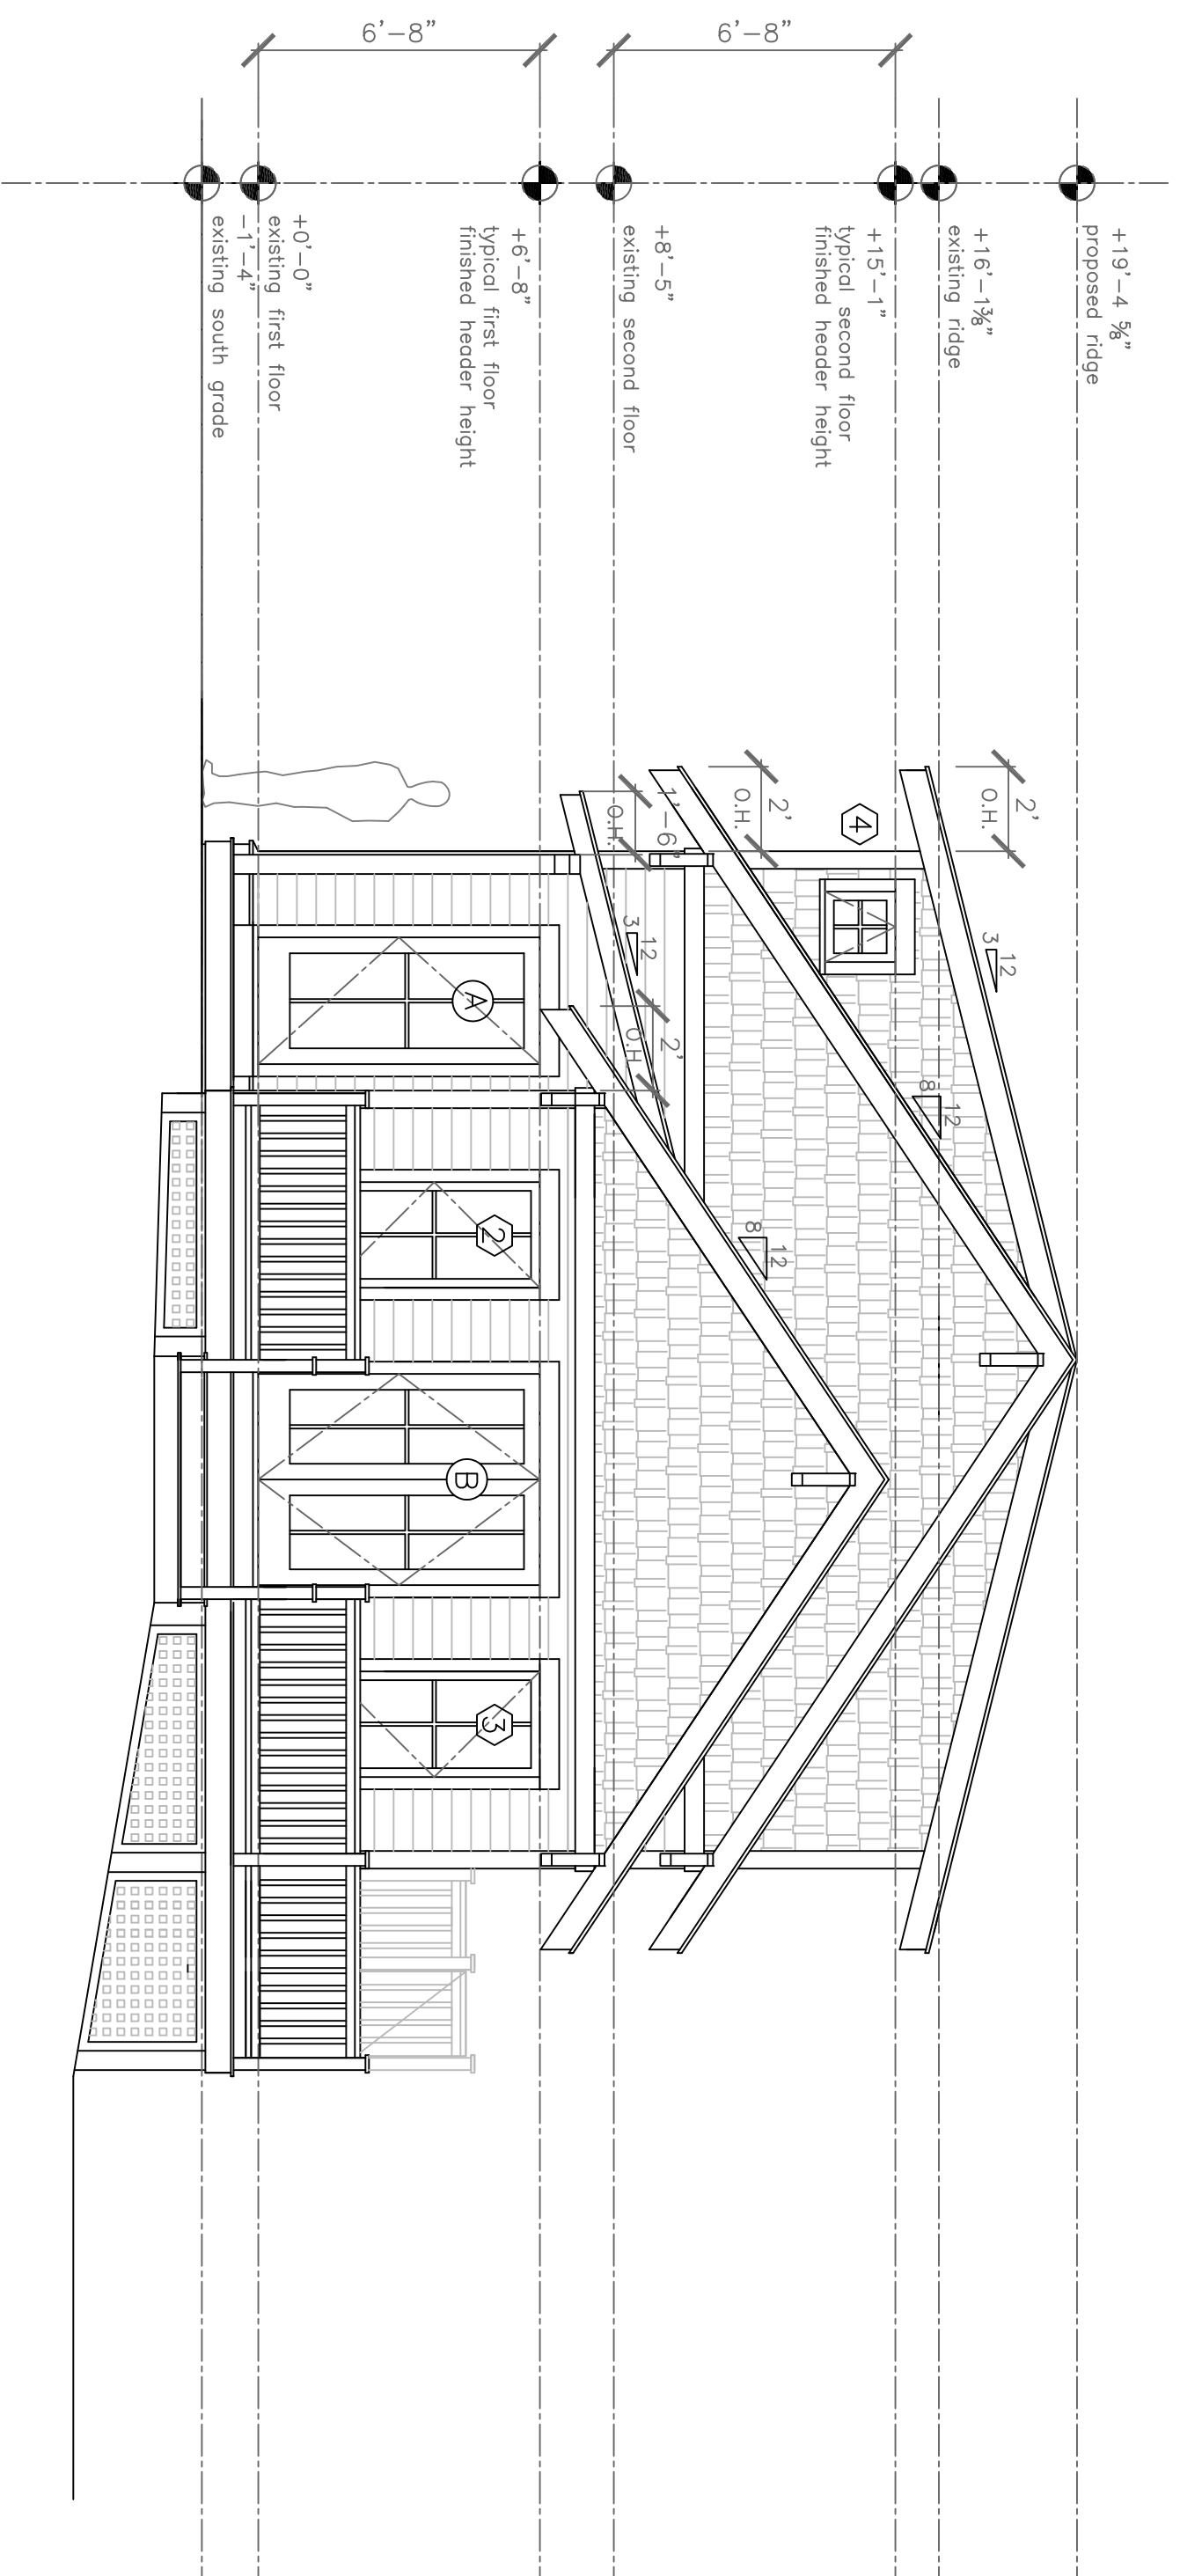 +19'-4 ⅝"
proposed ridge
+16'-1⅜"
existing ridge
+15'-1"
typical second floor
finished header height
+8'-5"
existing second floor
+6'-8"
typical first floor
finished header height
+0'-0"
existing first floor
-1'-4"
existing south grade
6'-8"
6'-8"
2'
O.H.
2'
O.H.
1'-6"
O.H.
2'
O.H.
12
3
12
8
12
3
12
8
4
A
2
B
3